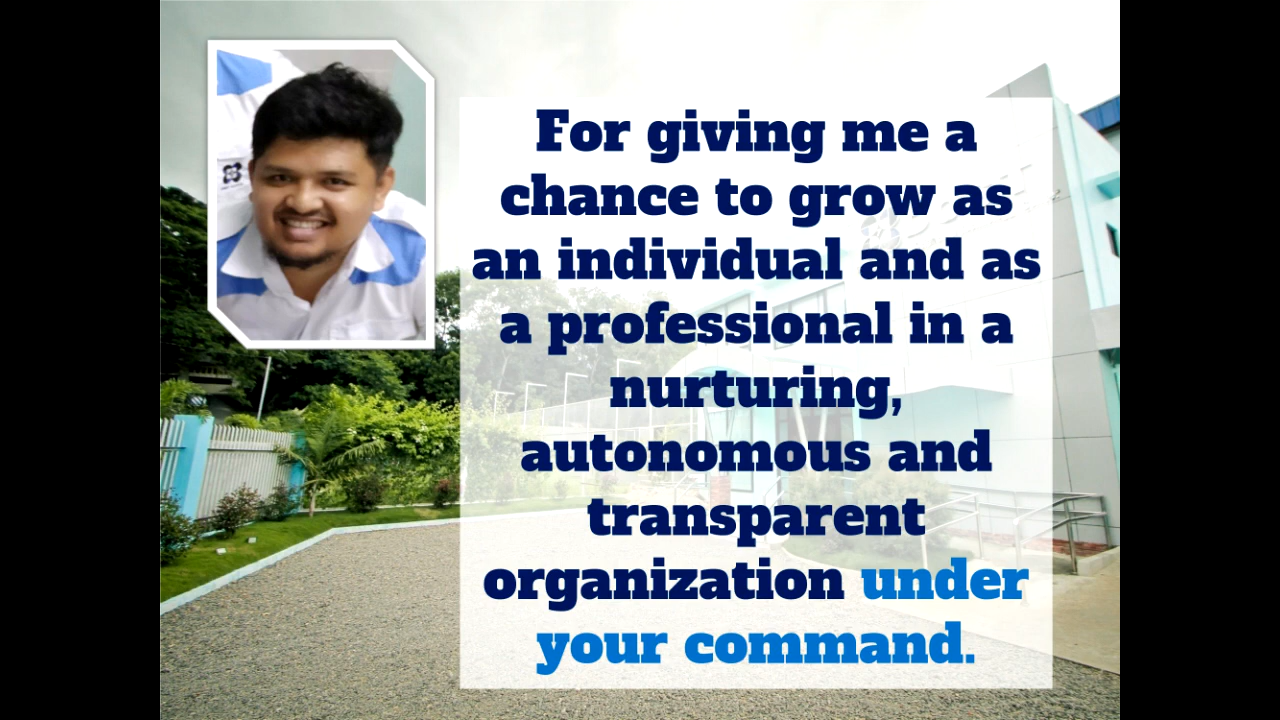 For giving me a
chance to grow as
an individual and as
a professional in a
nurturing,
autonomous and
transparent
organization under
your command.